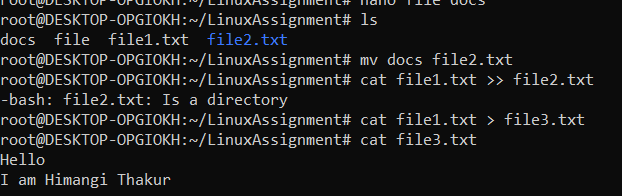 root@DESKTOP-OPGIOKH:~/LinuxAssignment# nano file docs
root@DESKTOP-OPGIOKH:~/LinuxAssignment# ls
docs file file1.txt file2.txt
root@DESKTOP-OPGIOKH:~/LinuxAssignment# mv docs file2.txt
root@DESKTOP-OPGIOKH:~/LinuxAssignment# cat file1.txt >> file2.txt
-bash: file2.txt: Is a directory
root@DESKTOP-OPGIOKH:~/LinuxAssignment# cat file1.txt > file3.txt
root@DESKTOP-OPGIOKH:~/LinuxAssignment# cat file3.txt
Hello
I am Himangi Thakur